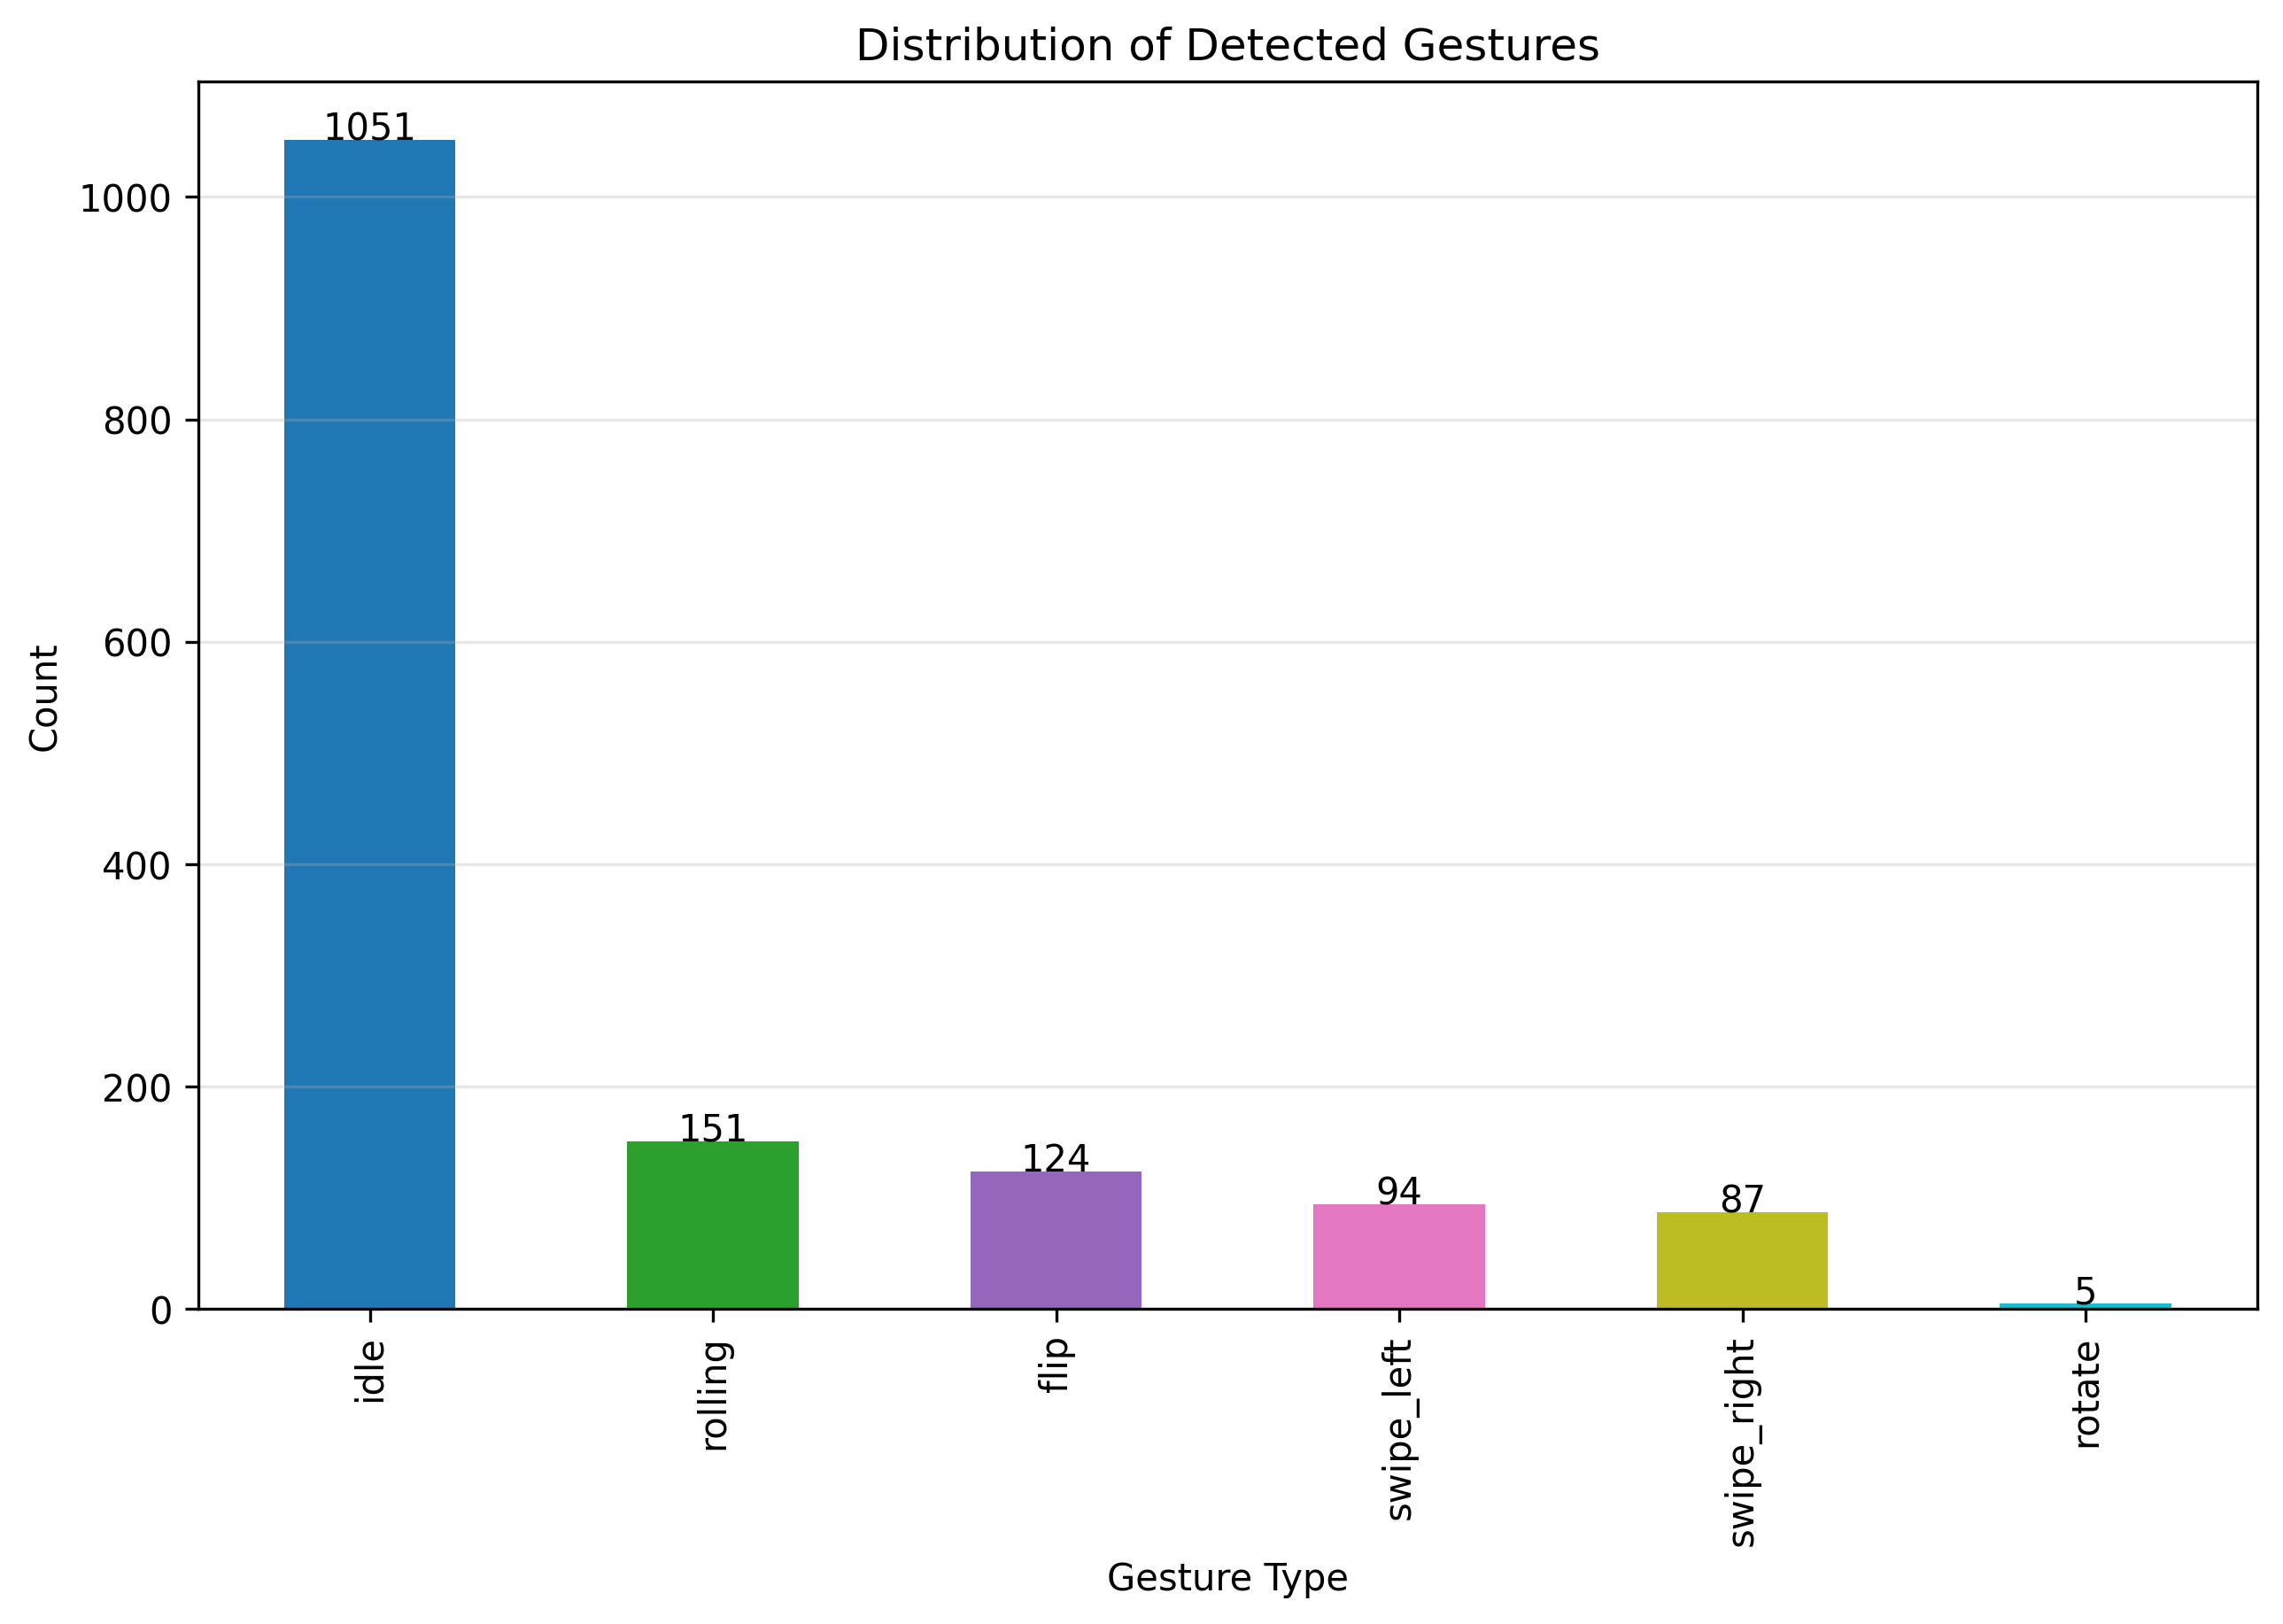 Distribution of Detected Gestures
Count
1000
800
600
400
200
0
1051
151
124
94
87
5
idle
rolling
flip
swipe_left
swipe_right
rotate
Gesture Type